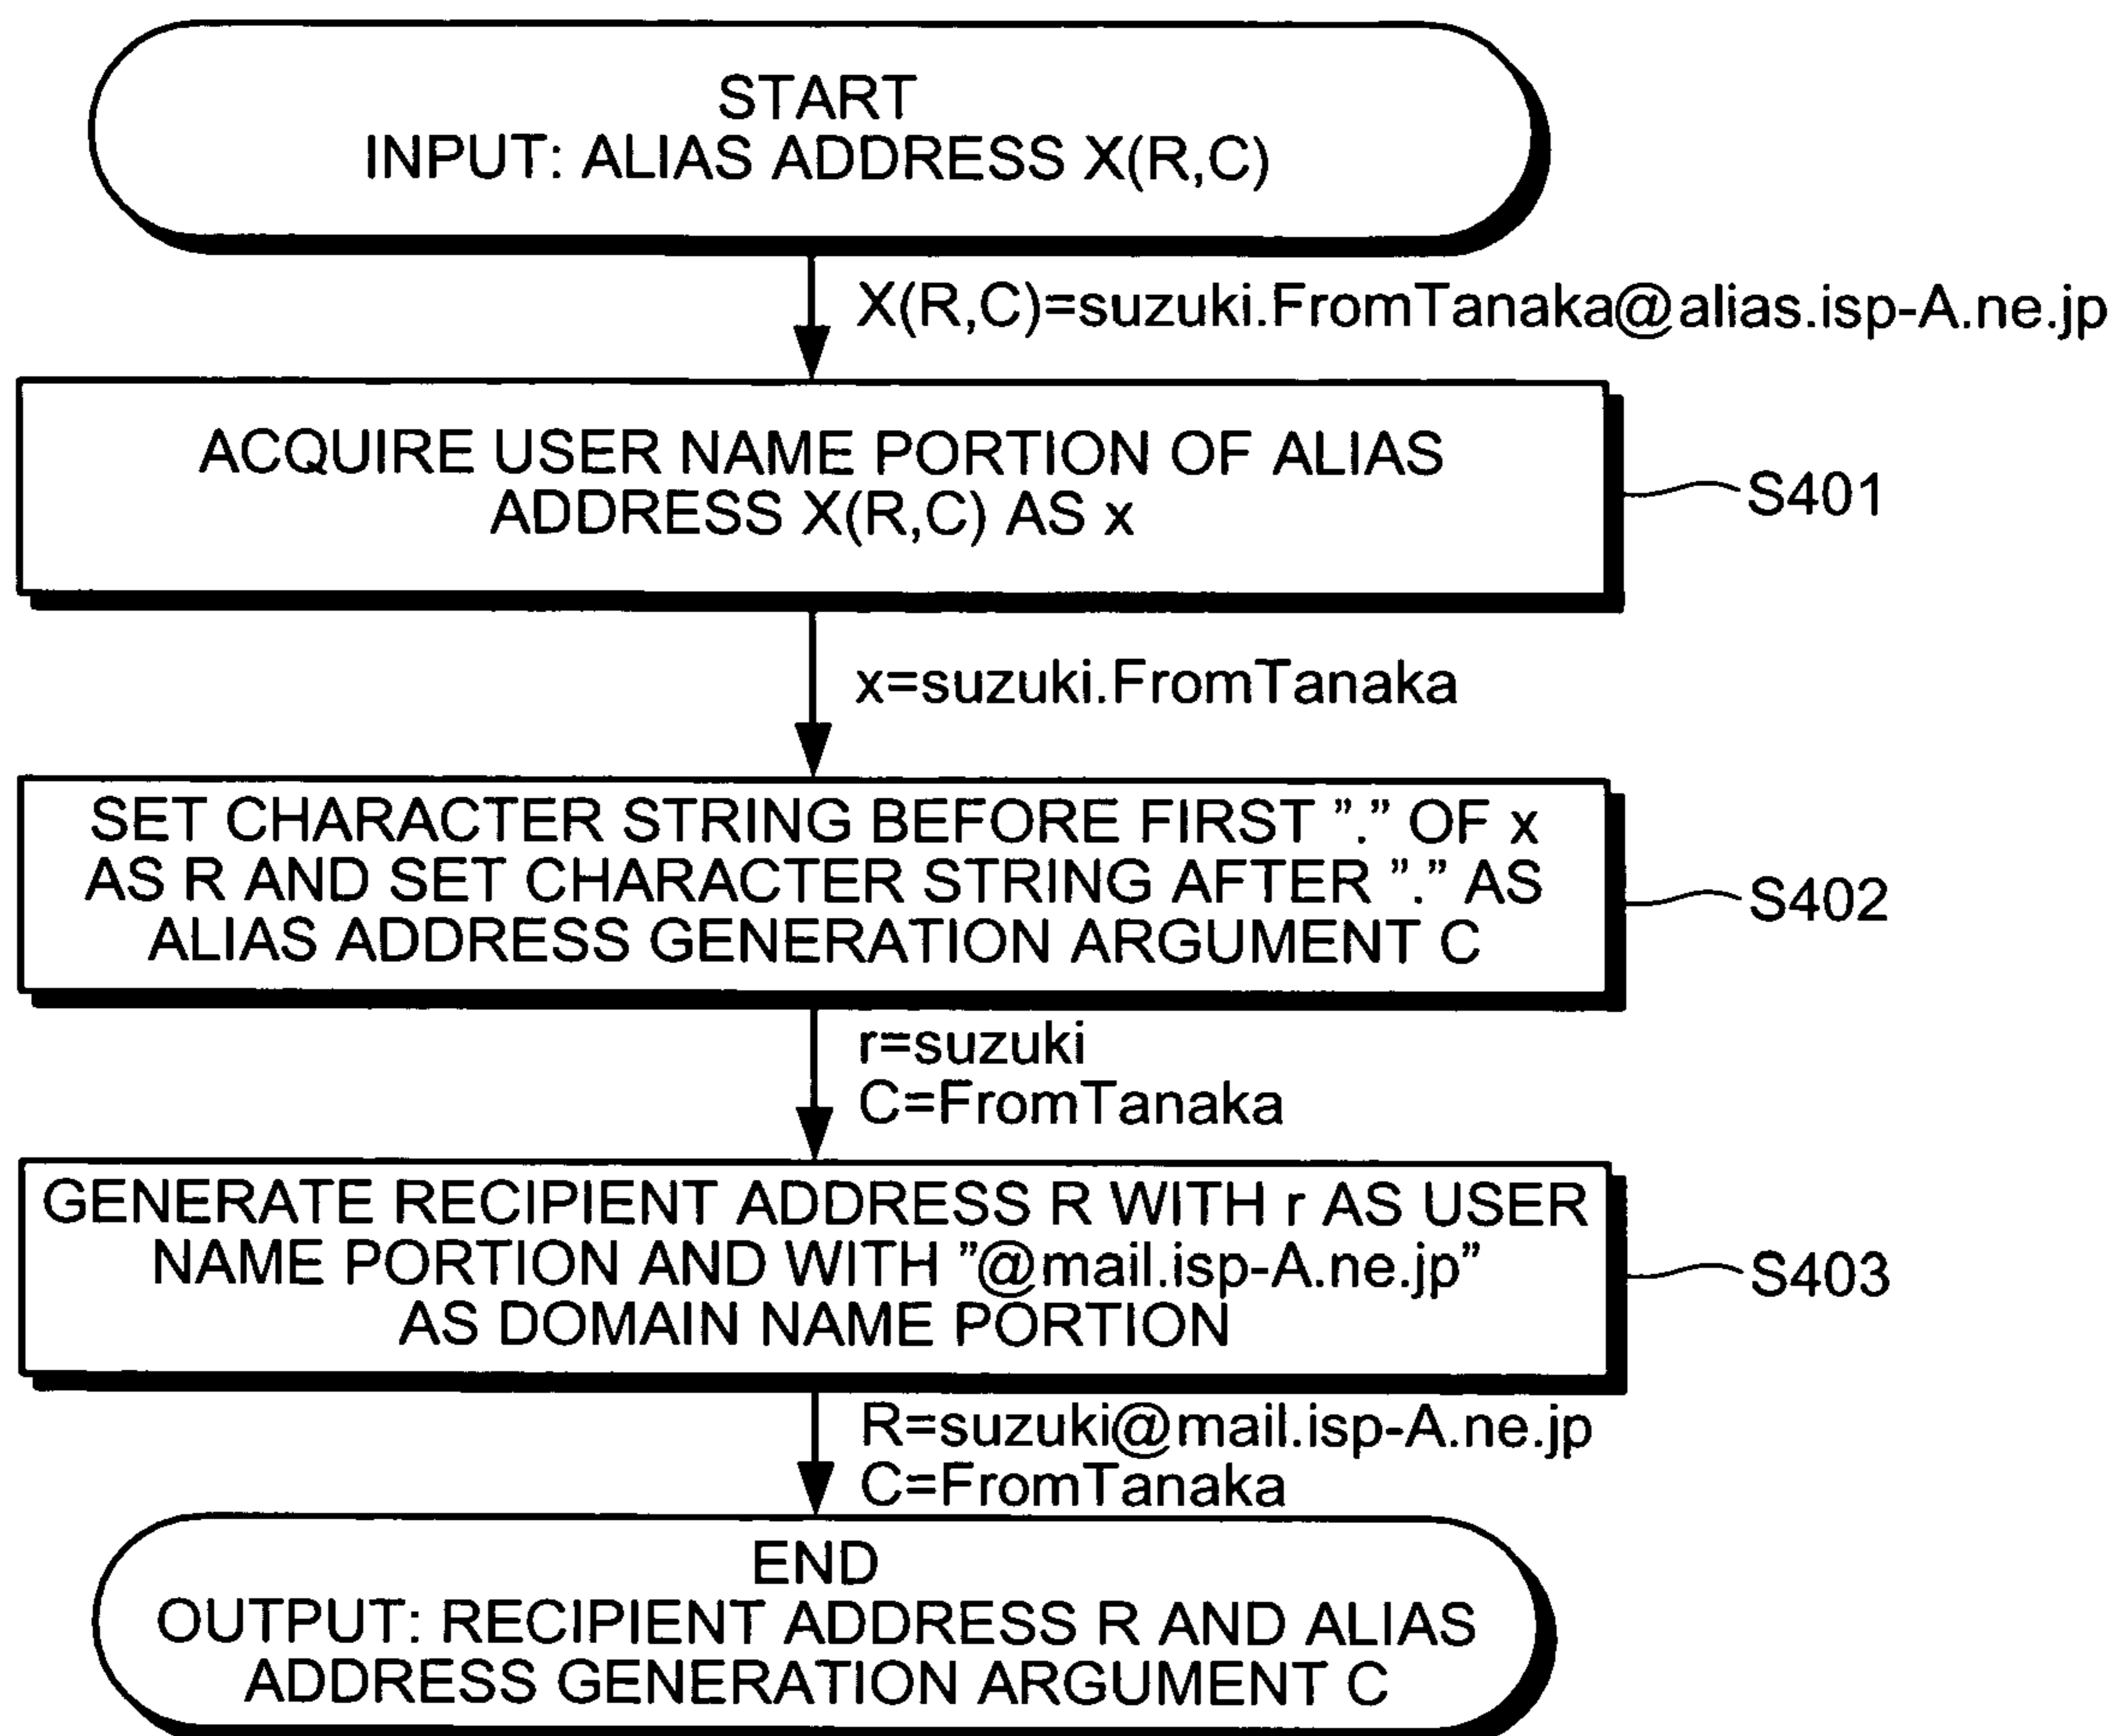 START
INPUT: ALIAS ADDRESS X(R,C)
X(R,C)=suzuki.FromTanaka@alias.isp-A.ne.jp
ACQUIRE USER NAME PORTION OF ALIAS
ADDRESS X(R,C) AS x
S401
x=suzuki.FromTanaka
SET CHARACTER STRING BEFORE FIRST ”.” OF x
AS R AND SET CHARACTER STRING AFTER ”.” AS
ALIAS ADDRESS GENERATION ARGUMENT C
S402
r=suzuki
C=FromTanaka
GENERATE RECIPIENT ADDRESS R WITH r AS USER
NAME PORTION AND WITH ”@mail.isp-A.ne.jp”
AS DOMAIN NAME PORTION
S403
R=suzuki@mail.isp-A.ne.jp
C=FromTanaka
END
OUTPUT: RECIPIENT ADDRESS R AND ALIAS
ADDRESS GENERATION ARGUMENT C